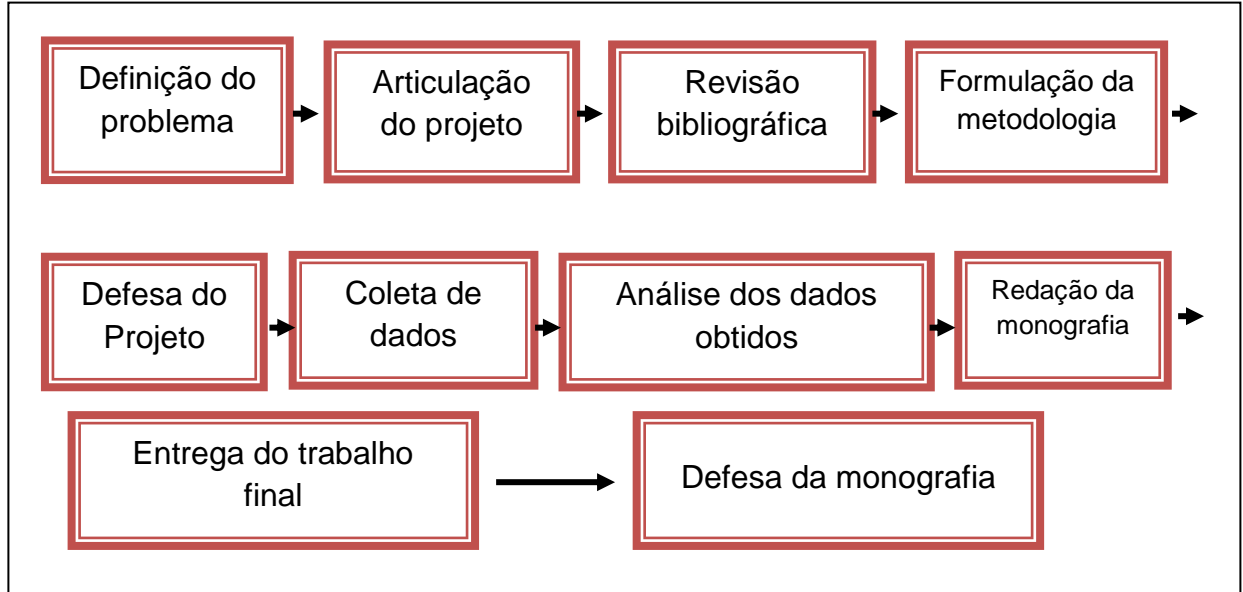 Definição do
problema
Articulação
do projeto
Revisão
bibliográfica
Formulação da
metodologia
Defesa do
Projeto
Coleta de
dados
Análise dos dados
obtidos
Redação da
monografia
Entrega do trabalho
final
Defesa da monografia